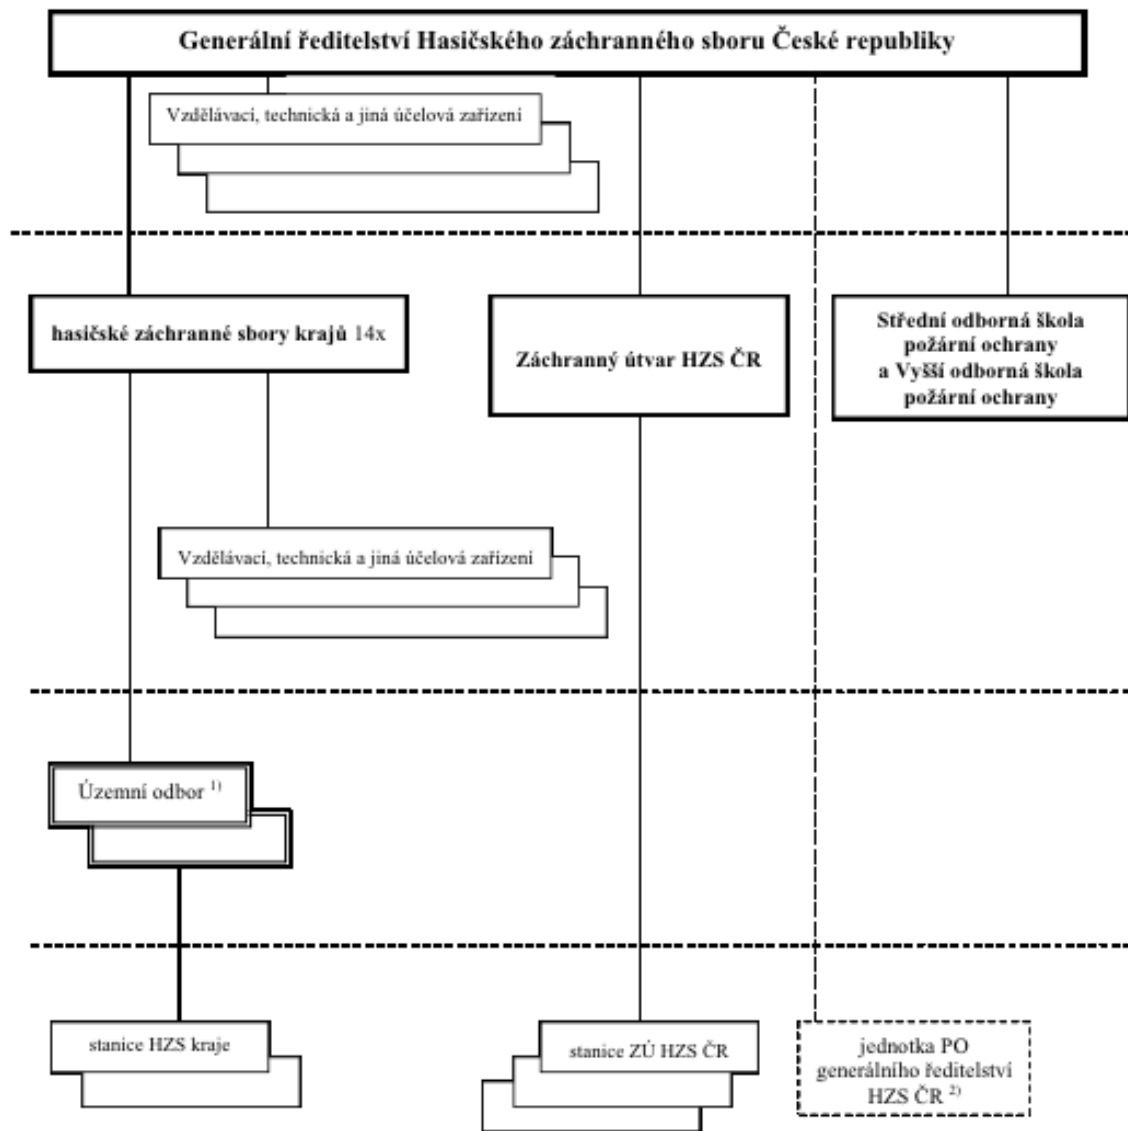 Generální ředitelství Hasičského záchranného sboru České republiky
Vzdělávací, technická a jiná účelová zařízení
hasičské záchranné sbory krajů 14x
Záchranný útvar HZS ČR
Střední odborná škola
požární ochrany
a Vyšší odborná škola
požární ochrany
Vzdělávací, technická a jiná účelová zařízení
Územní odbor 1)
stanice HZS kraje
stanice ZÚ HZS ČR
jednotka PO
generálního ředitelství
HZS ČR 2)